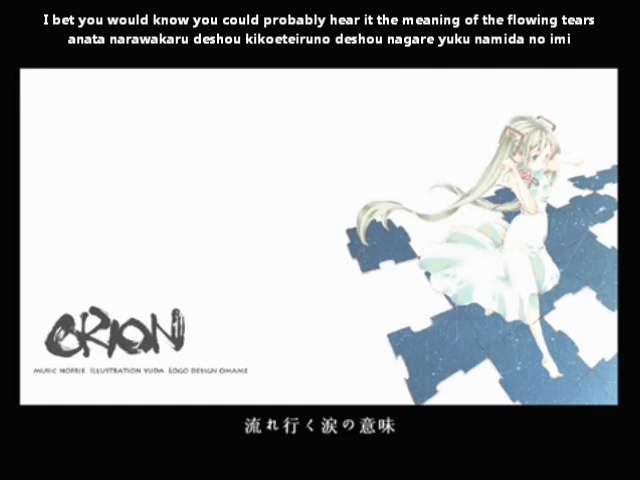 I bet you would know you could probably hear it the meaning of the flowing tears
anata narawakaru deshou kikoeteiruno deshou nagare yuku namida no imi
ORION
MUSIC NORRIE ILLUSTRATION YUDA LOGO DESIGN OMAME
流れ行く涙の意味